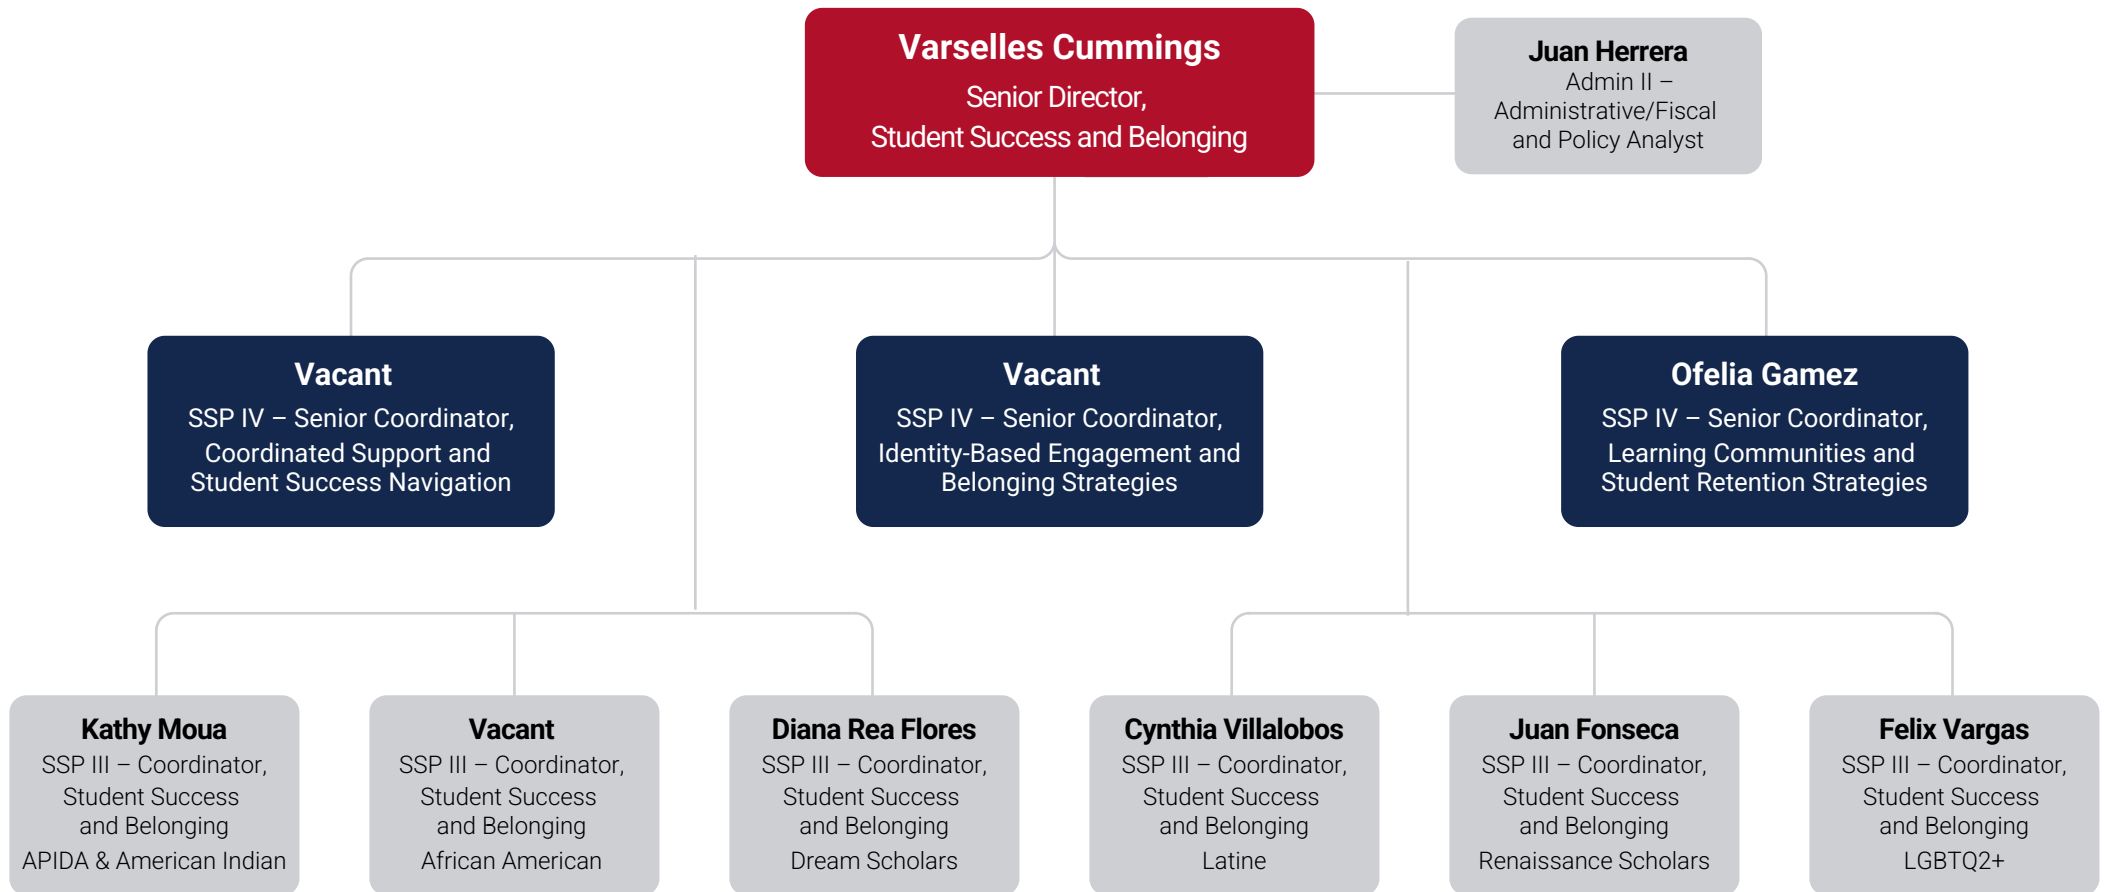 Varselles Cummings
Senior Director,
Student Success and Belonging
Juan Herrera
Admin II –
Administrative/Fiscal
and Policy Analyst
Vacant
SSP IV – Senior Coordinator,
Coordinated Support and
Student Success Navigation
Vacant
SSP IV – Senior Coordinator,
Identity-Based Engagement and
Belonging Strategies
Ofelia Gamez
SSP IV – Senior Coordinator,
Learning Communities and
Student Retention Strategies
Kathy Moua
SSP III – Coordinator,
Student Success
and Belonging
APIDA & American Indian
Vacant
SSP III – Coordinator,
Student Success
and Belonging
African American
Diana Rea Flores
SSP III – Coordinator,
Student Success
and Belonging
Dream Scholars
Cynthia Villalobos
SSP III – Coordinator,
Student Success
and Belonging
Latine
Juan Fonseca
SSP III – Coordinator,
Student Success
and Belonging
Renaissance Scholars
Felix Vargas
SSP III – Coordinator,
Student Success
and Belonging
LGBTQ2+